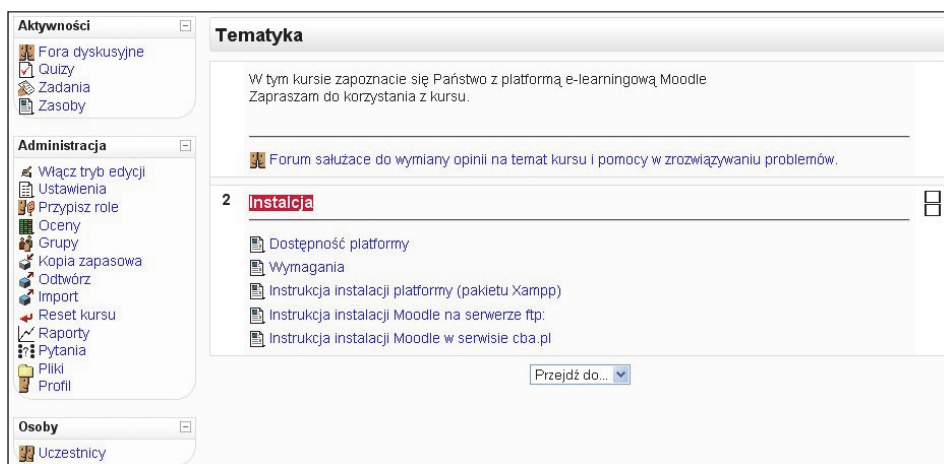 Aktywności
Fora dyskusyjne
Quizy
Zadania
Zasoby
Administracja
Włącz tryb edycji
Ustawienia
Przypisz role
Oceny
Grupy
Kopia zapasowa
Odtwórz
Import
Reset kursu
Raporty
Pytania
Pliki
Profil
Osoby
Uczestnicy
Tematyka
W tym kursie zapoznacie się Państwo z platformą e-learningową Moodle
Zapraszam do korzystania z kursu.
Forum sałużace do wymiany opinii na temat kursu i pomocy w zrozwiązywaniu problemów.
2 Instalcja
Dostępność platformy
Wymagania
Instrukcja instalacji platformy (pakietu Xampp)
Instrukcja instalacji Moodle na serwerze ftp:
Instrukcja instalacji Moodle w serwisie cba.pl
Przejdź do...